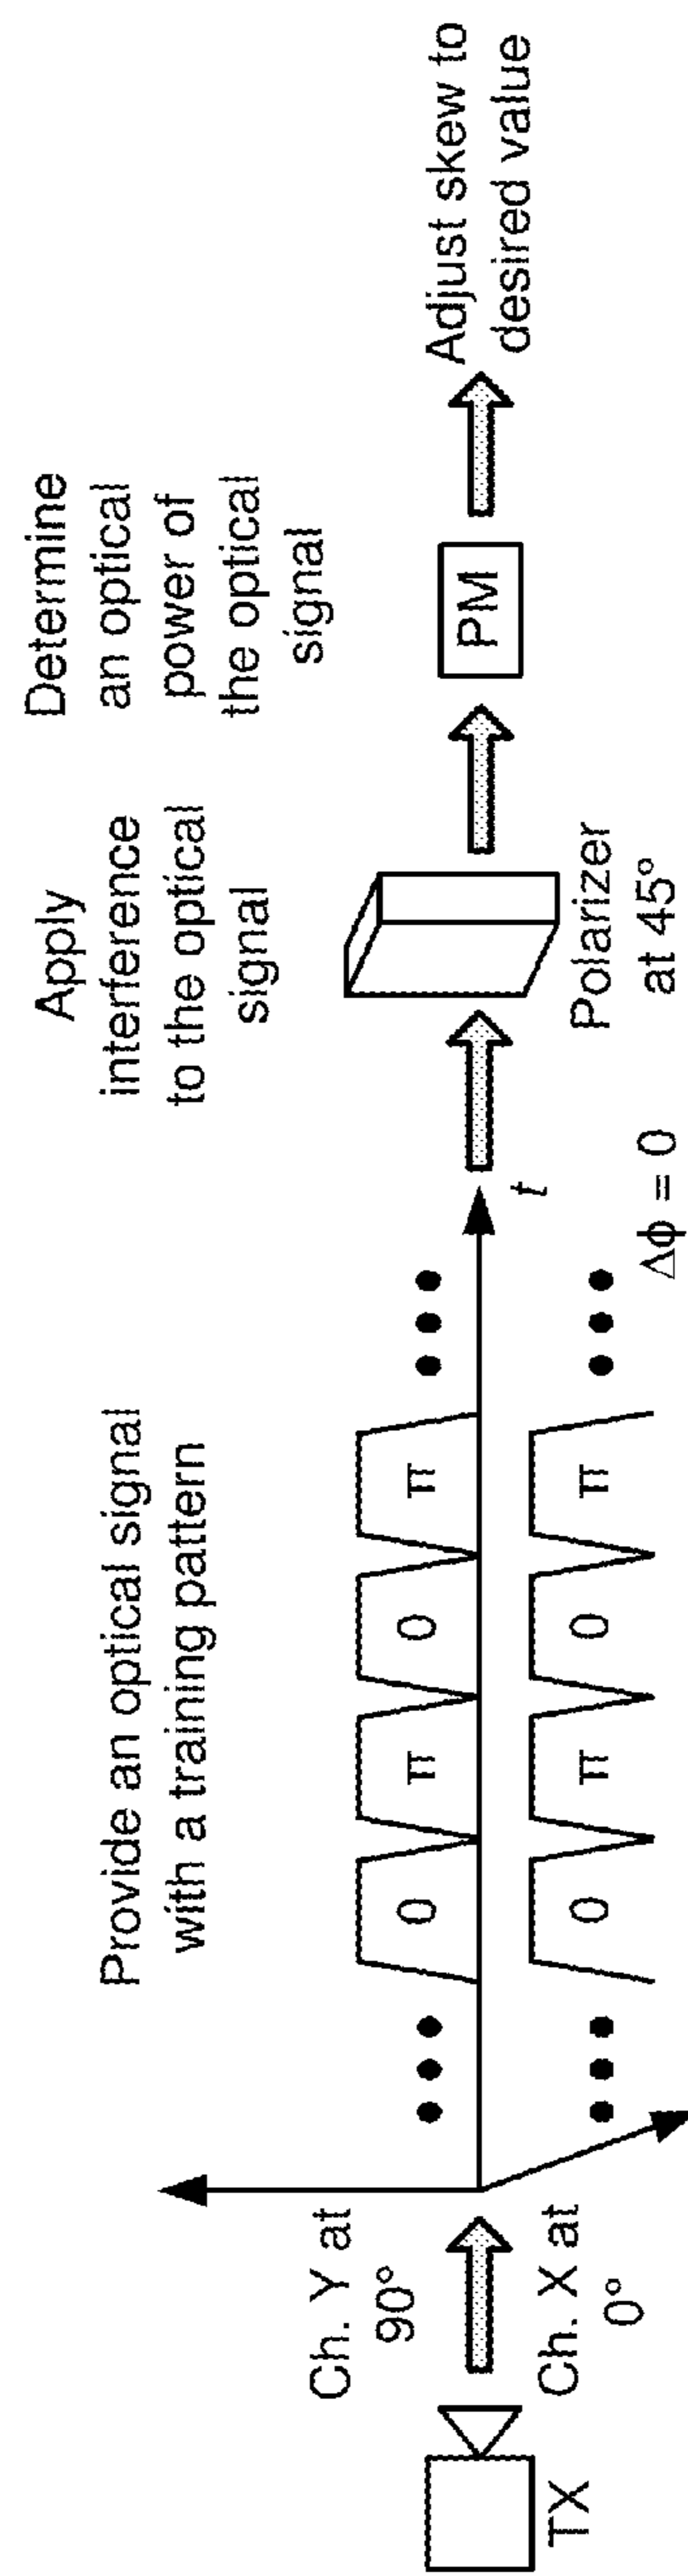 Provide an optical signal
with a training pattern
Apply
interference
to the optical
signal
Determine
an optical
power of
the optical
signal
Adjust skew to
desired value
Ch. Y at
90°
Ch. X at
0°
TX
0 π 0 π
0 π 0 π
t
Δϕ = 0
Polarizer
at 45°
PM